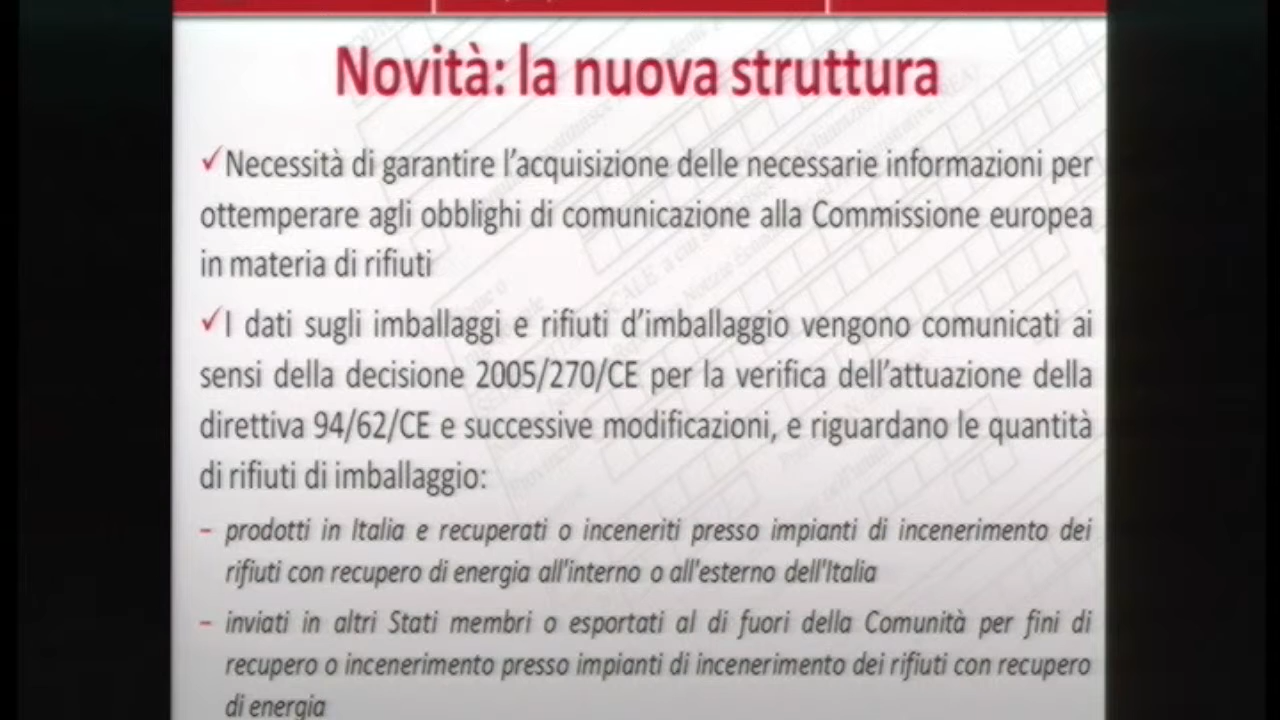 Novità: la nuova struttura
✓Necessità di garantire l'acquisizione delle necessarie informazioni per
ottemperare agli obblighi di comunicazione alla Commissione europea
in materia di rifiuti
✓I dati sugli imballaggi e rifiuti d'imballaggio vengono comunicati ai
sensi della decisione 2005/270/CE per la verifica dell'attuazione della
direttiva 94/62/CE e successive modificazioni, e riguardano le quantità
di rifiuti di imballaggio:
– prodotti in Italia e recuperati o inceneriti presso impianti di incenerimento dei
rifiuti con recupero di energia all'interno o all'esterno dell'Italia
– inviati in altri Stati membri o esportati al di fuori della Comunità per fini di
recupero o incenerimento presso impianti di incenerimento dei rifiuti con recupero
di energia